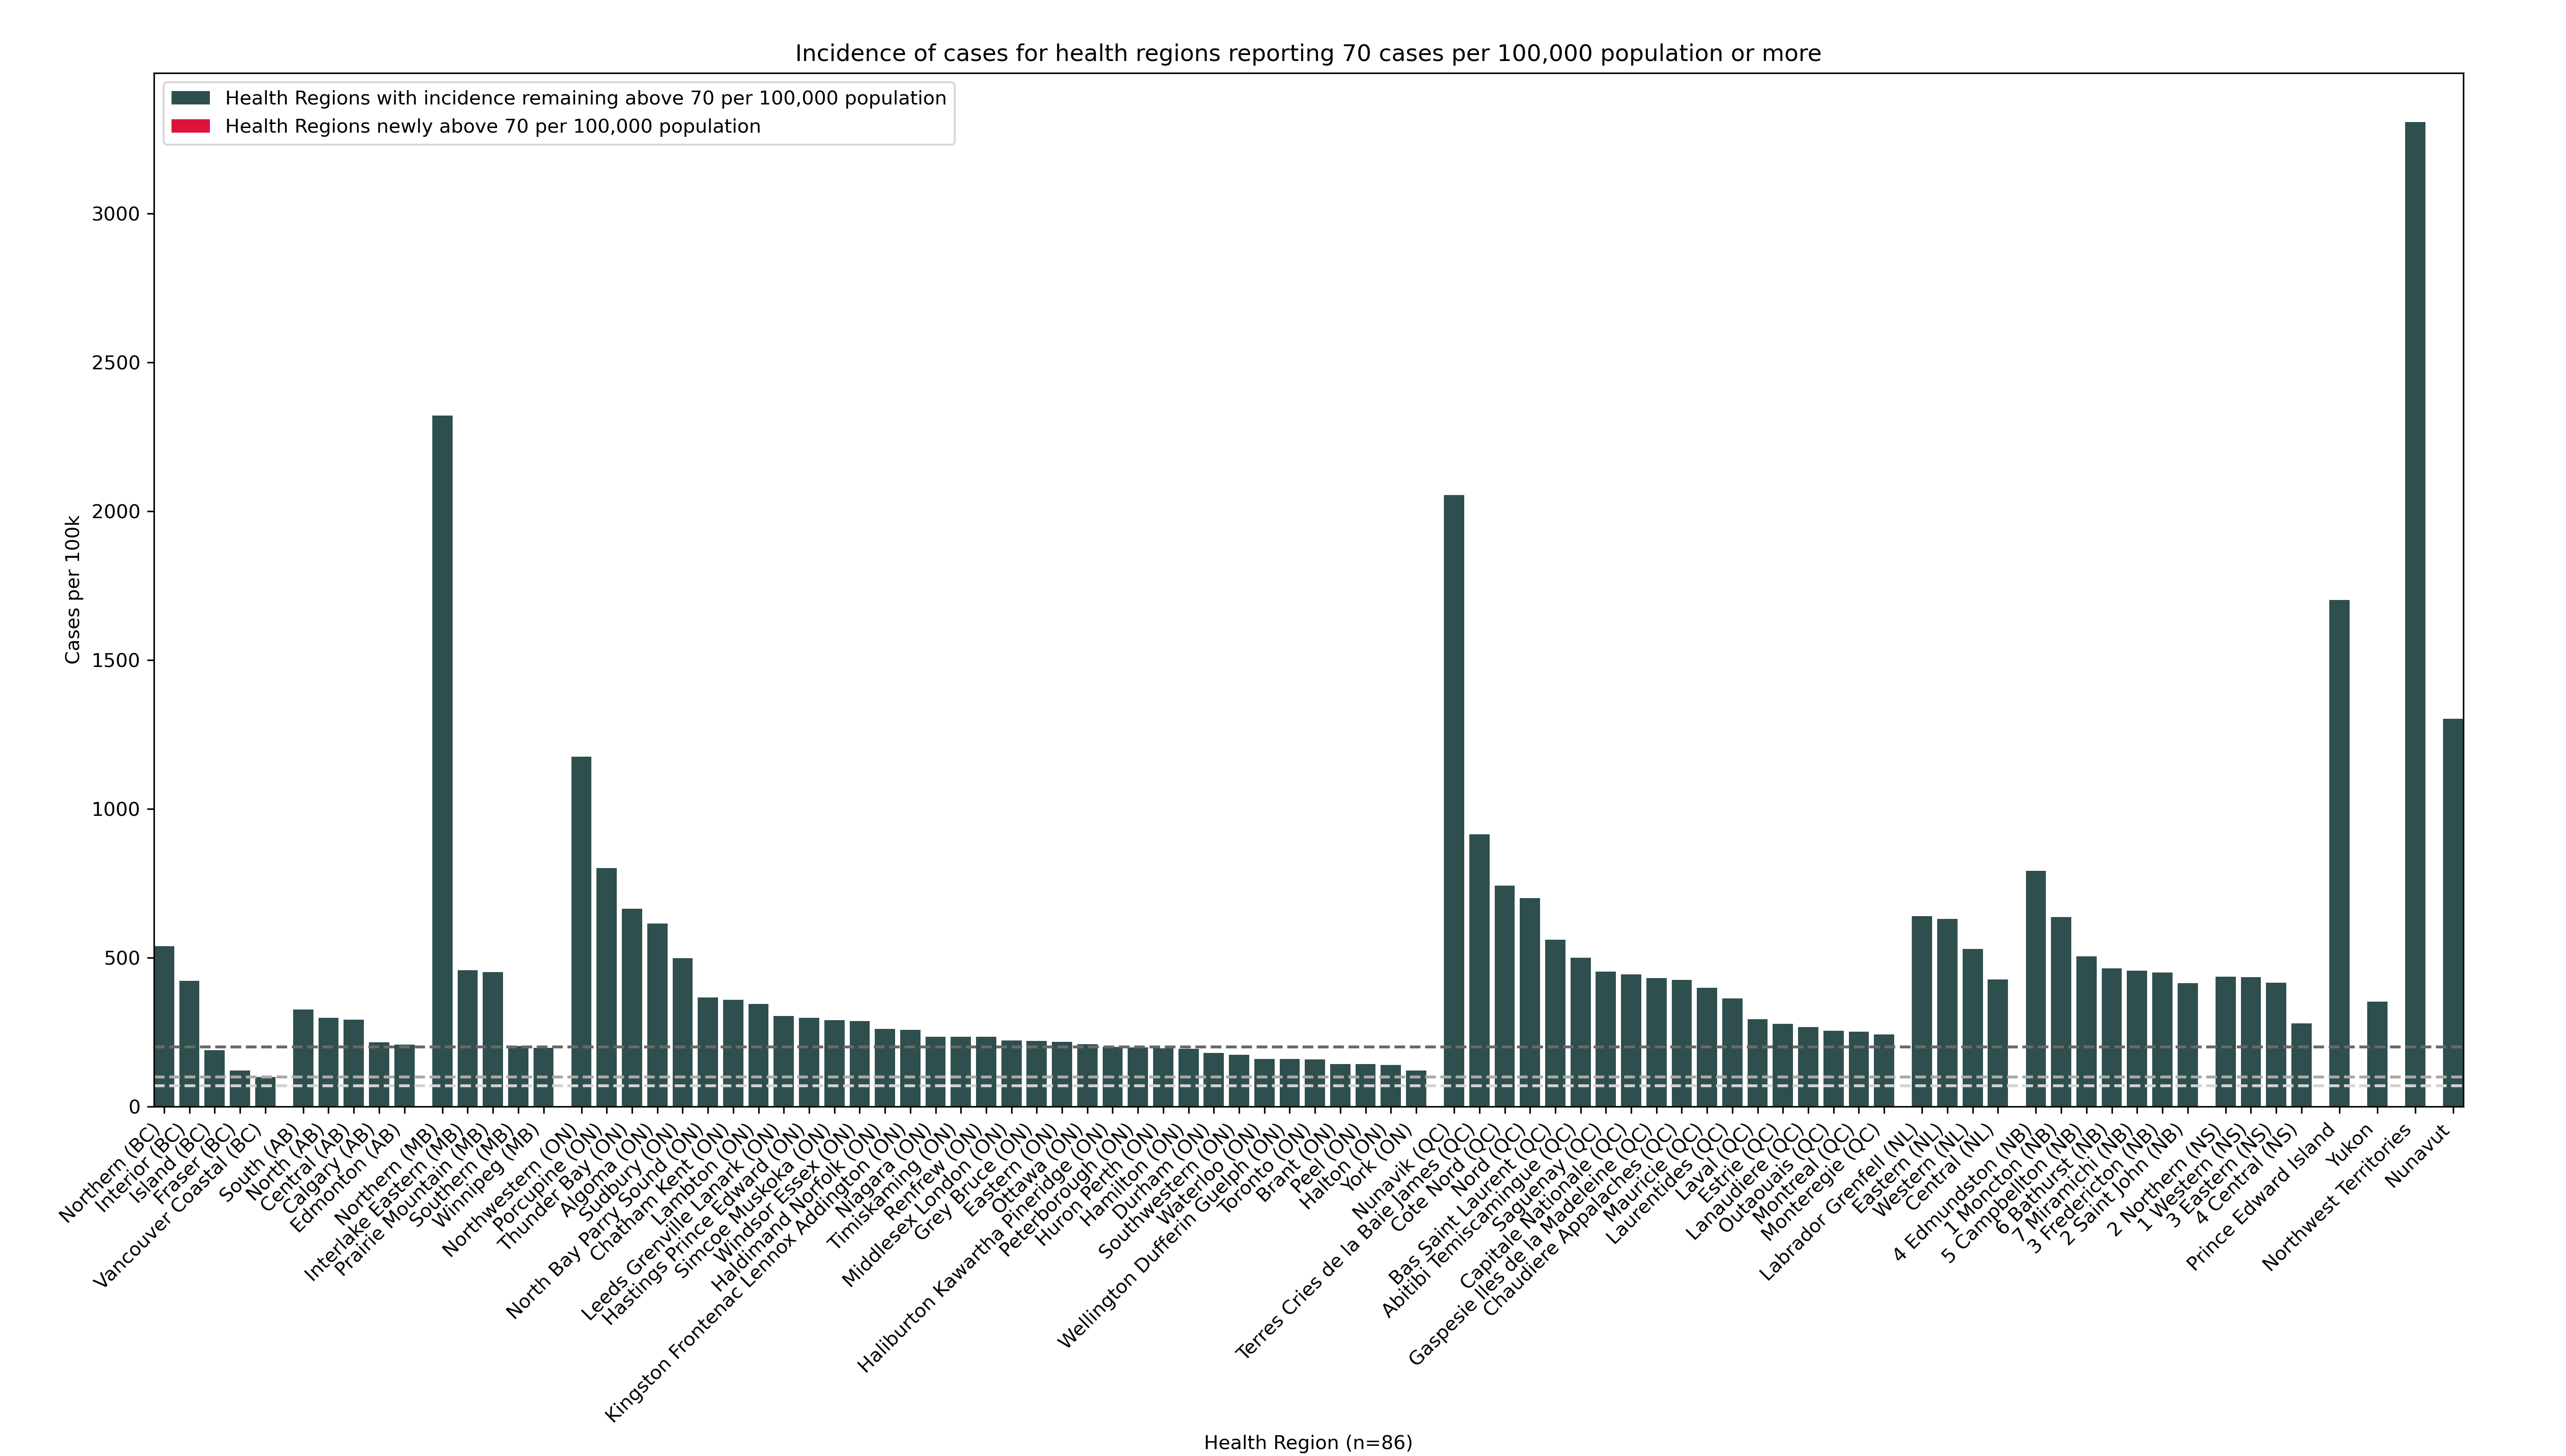 Incidence of cases for health regions reporting 70 cases per 100,000 population or more
Health Regions with incidence remaining above 70 per 100,000 population
Health Regions newly above 70 per 100,000 population
Cases per 100k
3000
2500
2000
1500
1000
500
0
Northern (BC)
Interior (BC)
Island (BC)
Fraser (BC)
Vancouver Coastal (BC)
South (AB)
North (AB)
Central (AB)
Calgary (AB)
Edmonton (AB)
Northern (MB)
Interlake Eastern (MB)
Prairie Mountain (MB)
Southern (MB)
Winnipeg (MB)
Northwestern (ON)
Porcupine (ON)
Thunder Bay (ON)
Algoma (ON)
Sudbury (ON)
North Bay Parry Sound (ON)
Chatham Kent (ON)
Lambton (ON)
Leeds Grenville Lanark (ON)
Hastings Prince Edward (ON)
Simcoe Muskoka (ON)
Windsor Essex (ON)
Haldimand Norfolk (ON)
Kingston Frontenac Lennox Addington (ON)
Niagara (ON)
Timiskaming (ON)
Renfrew (ON)
Middlesex London (ON)
Grey Bruce (ON)
Eastern (ON)
Ottawa (ON)
Haliburton Kawartha Pineridge (ON)
Peterborough (ON)
Huron Perth (ON)
Hamilton (ON)
Durham (ON)
Southwestern (ON)
Waterloo (ON)
Wellington Dufferin Guelph (ON)
Toronto (ON)
Brant (ON)
Peel (ON)
Halton (ON)
York (ON)
Nunavik (QC)
Terres Cries de la Baie James (QC)
Cote Nord (QC)
Nord (QC)
Bas Saint Laurent (QC)
Abitibi Temiscamingue (QC)
Saguenay (QC)
Capitale Nationale (QC)
Gaspesie Iles de la Madeleine (QC)
Chaudiere Appalaches (QC)
Mauricie (QC)
Laurentides (QC)
Laval (QC)
Estrie (QC)
Lanaudiere (QC)
Outaouais (QC)
Montreal (QC)
Monteregie (QC)
Labrador Grenfell (NL)
Eastern (NL)
Western (NL)
Central (NL)
4 Edmundston (NB)
1 Moncton (NB)
5 Campbellton (NB)
6 Bathurst (NB)
7 Miramichi (NB)
3 Fredericton (NB)
2 Saint John (NB)
2 Northern (NS)
1 Western (NS)
3 Eastern (NS)
4 Central (NS)
Prince Edward Island
Yukon
Northwest Territories
Nunavut
Health Region (n=86)